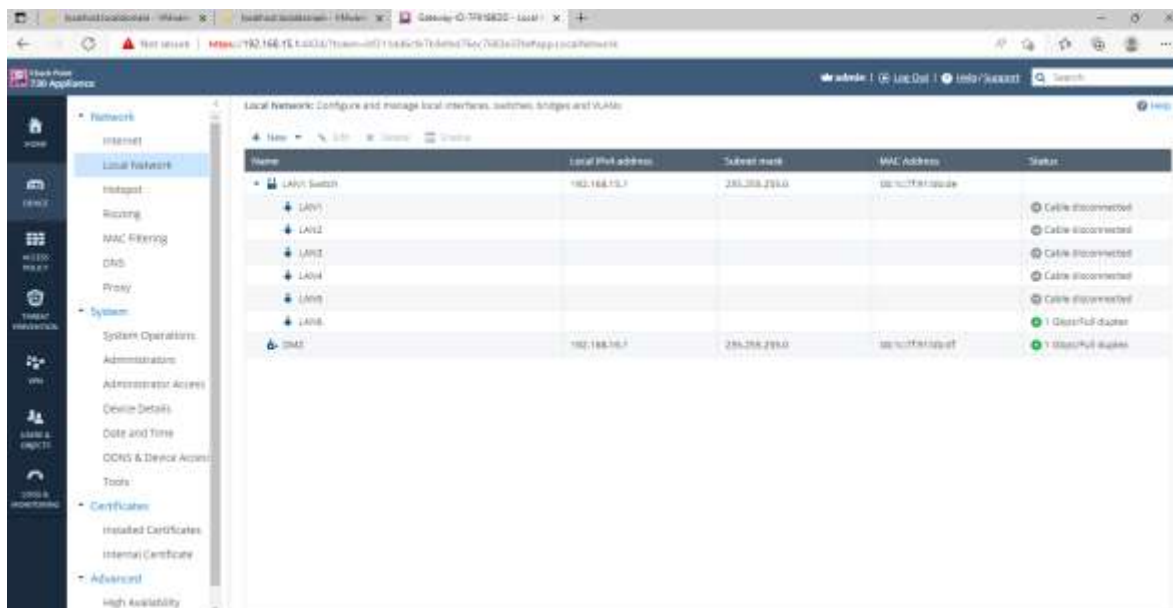 Not secure
Check Point
730 Appliance
admin | Log Out | Help / Support
Search
Local Network: Configure and manage local interfaces, switches, bridges and VLANs
Help
New Edit Delete
Name Local IPv4 address Subnet mask MAC Address Status
LAN1 Switch 192.168.15.1 255.255.255.0
LAN1 Cable disconnected
LAN2 Cable disconnected
LAN3 Cable disconnected
LAN4 Cable disconnected
LAN5 Cable disconnected
LAN6 1 Gbps/Full duplex
DMZ 255.255.255.0 1 Gbps/Full duplex
HOME
DEVICE
ACCESS
POLICY
THREAT
PREVENTION
VPN
USERS &
OBJECTS
LOGS &
MONITORING
Network
Internet
Local Network
Hotspot
Routing
MAC Filtering
DNS
Proxy
System
System Operations
Administrators
Administrator Access
Device Details
Date and Time
DDNS & Device Access
Tools
Certificates
Installed Certificates
Internal Certificate
Advanced
High Availability